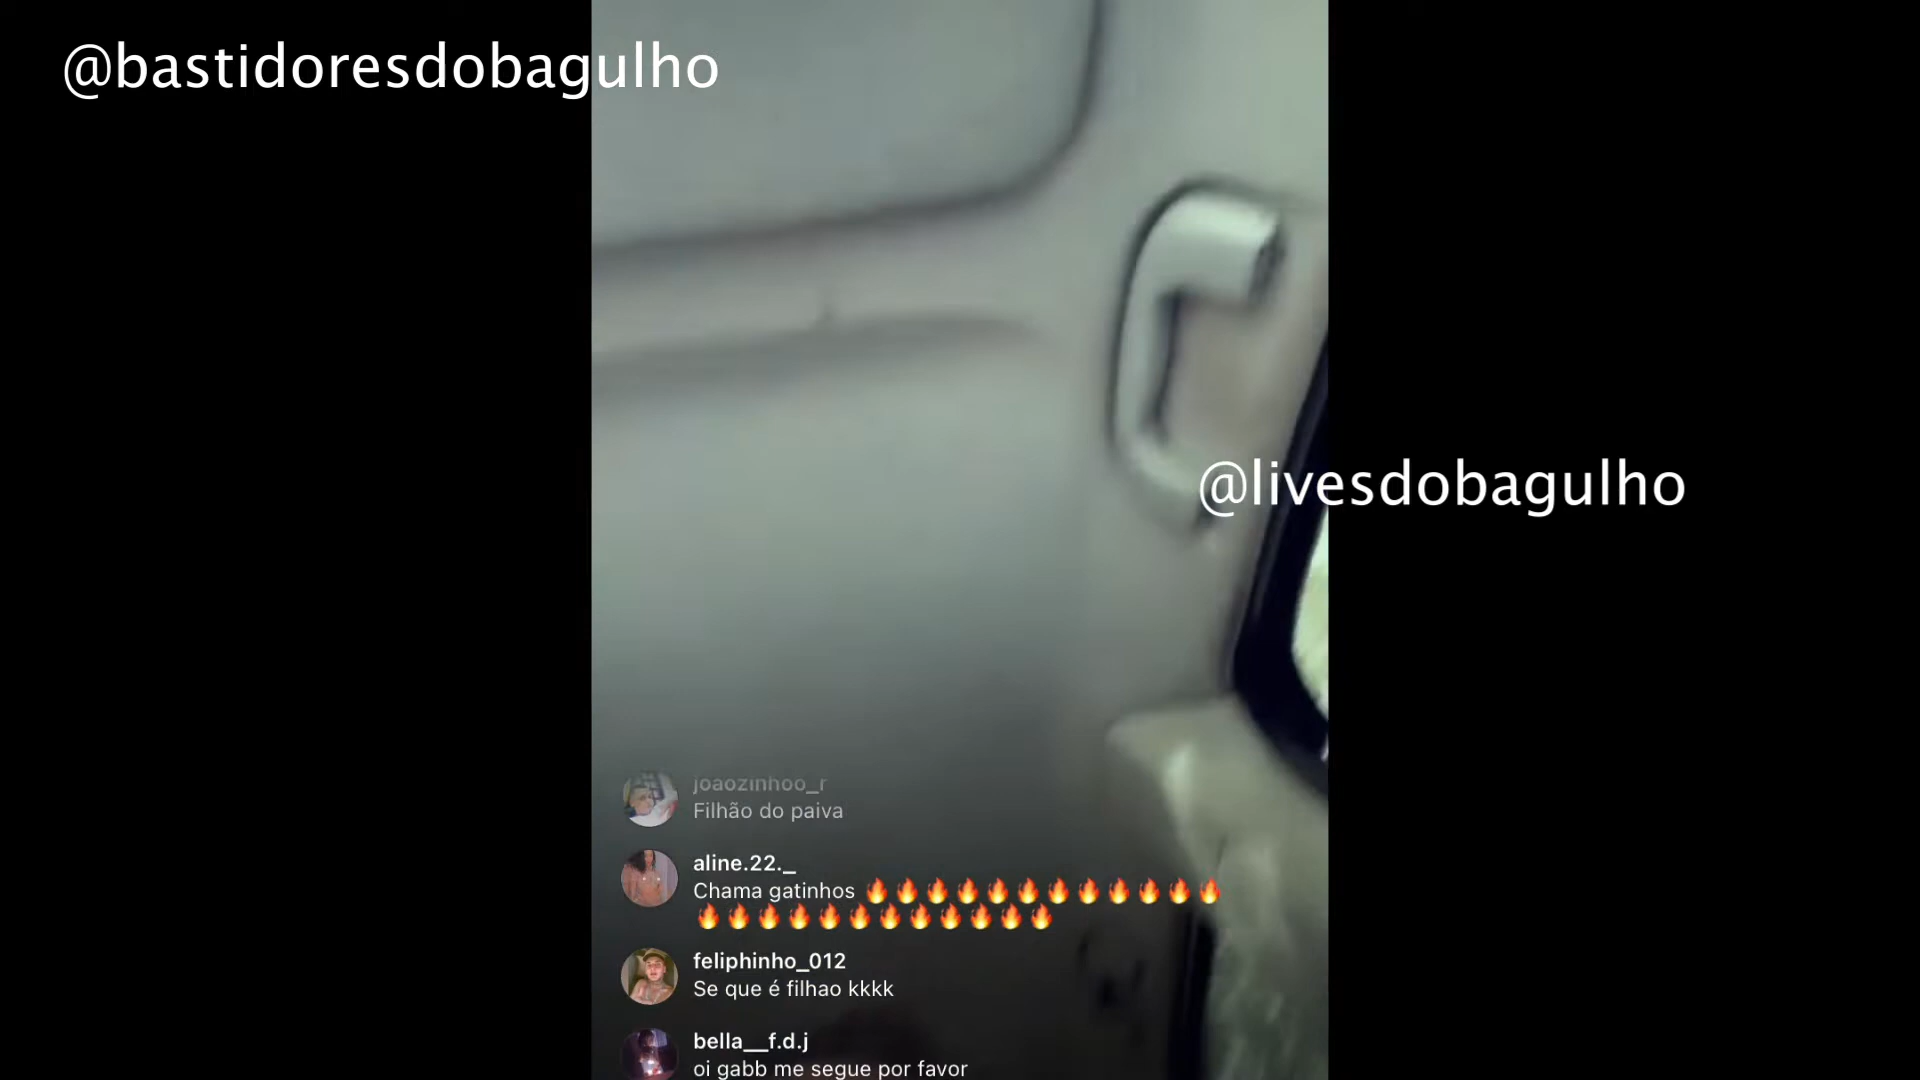 @bastidoresdobagulho
@livesdobagulho
joaozinhoo_r
Filhão do paiva
aline.22._
Chama gatinhos 🔥🔥🔥🔥🔥🔥🔥🔥🔥🔥🔥🔥
🔥🔥🔥🔥🔥🔥🔥🔥🔥🔥🔥🔥
feliphinho_012
Se que é filhao kkkk
bella__f.d.j
oi gabb me segue por favor